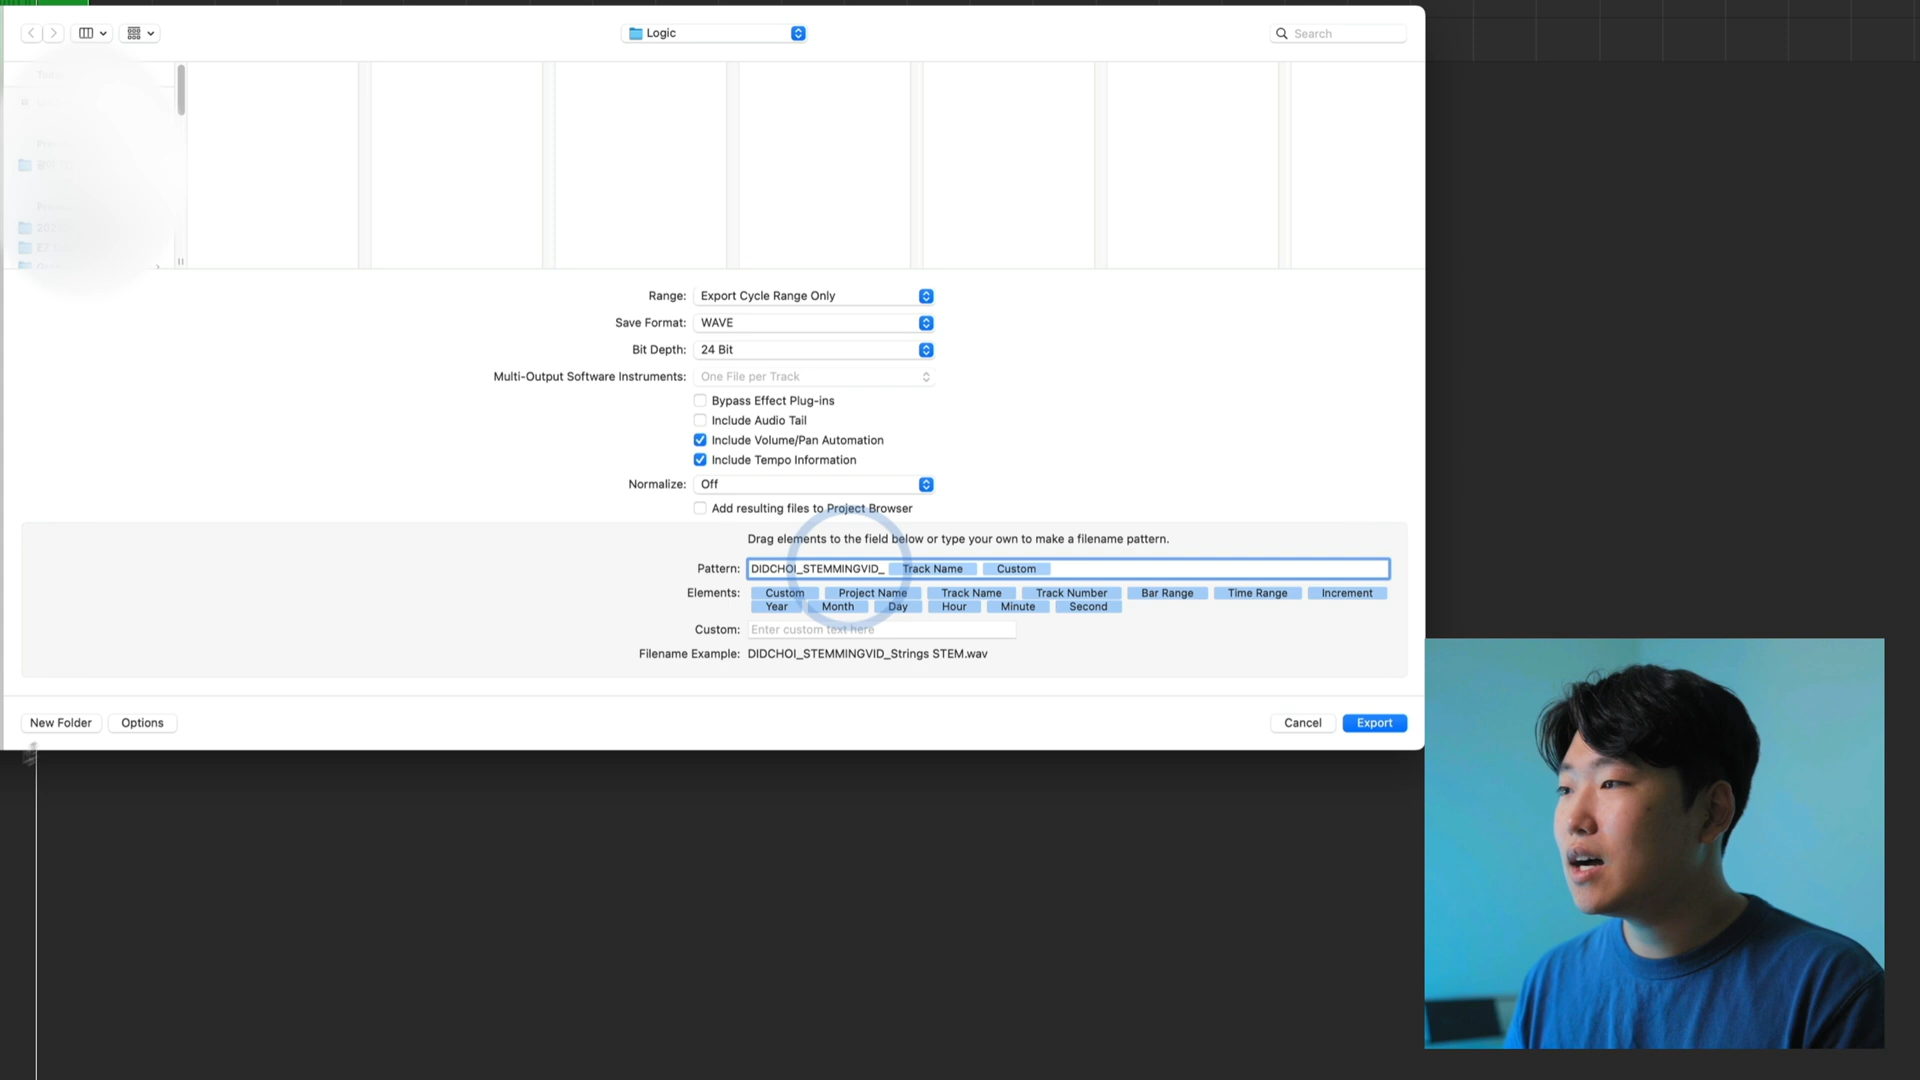 Logic
Search
Range: Export Cycle Range Only
Save Format: WAVE
Bit Depth: 24 Bit
Multi-Output Software Instruments: One File per Track
Bypass Effect Plug-ins
Include Audio Tail
Include Volume/Pan Automation
Include Tempo Information
Normalize: Off
Add resulting files to Project Browser
Drag elements to the field below or type your own to make a filename pattern.
Pattern: DIDCHOI_STEMMINGVID_ Track Name Custom
Elements: Custom Project Name Track Name Track Number Bar Range Time Range Increment
Year Month Day Hour Minute Second
Custom: Enter custom text here
Filename Example: DIDCHOI_STEMMINGVID_Strings STEM.wav
New Folder Options Cancel Export